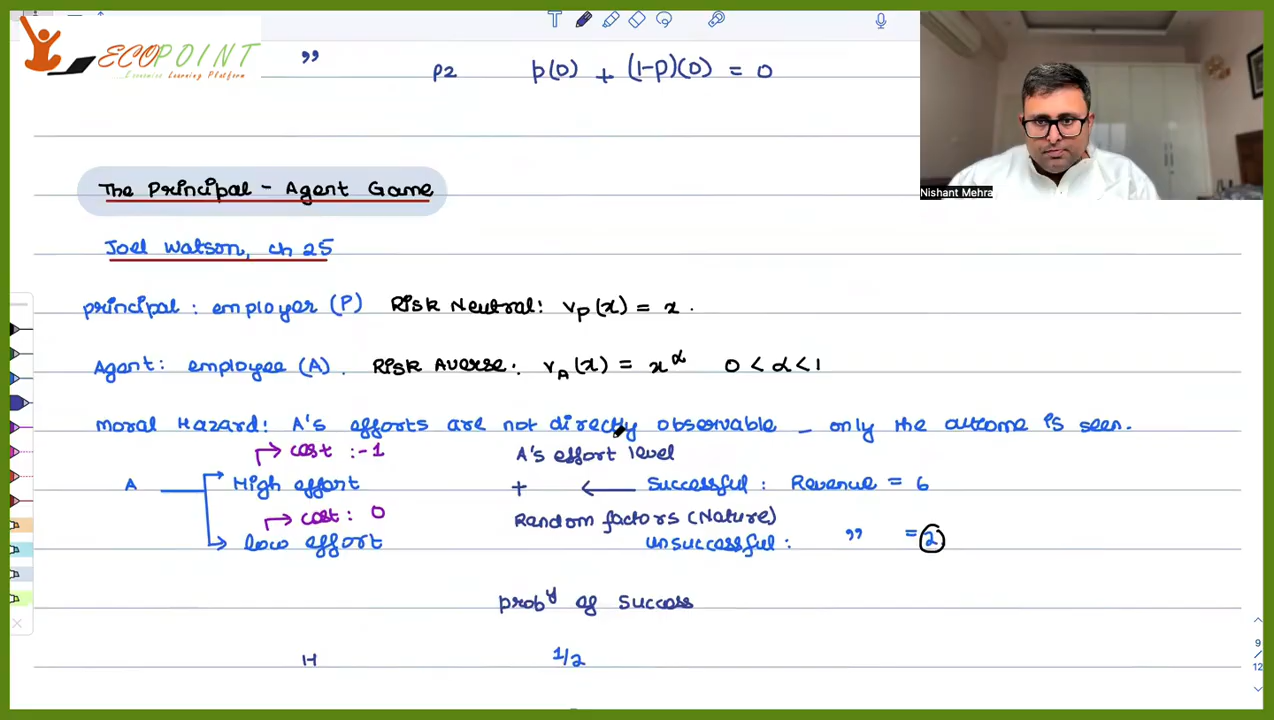 ECOPOINT
Economics Learning Platform
" P2 p(0) + (1-p)(0) = 0
Nishant Mehra
The Principal - Agent Game
Joel Watson, ch 25
principal : employer (P) Risk Neutral: vP(x) = x .
Agent: employee (A). Risk Averse: vA(x) = x^α 0 < α < 1
moral Hazard: A's efforts are not directly observable - only the outcome is seen.
cost : -1 A's effort level
A High effort + Successful : Revenue = 6
cost : 0 Random factors (Nature)
low effort unsuccessful : " = 2
prob^y of success
H 1/2
9
/
12